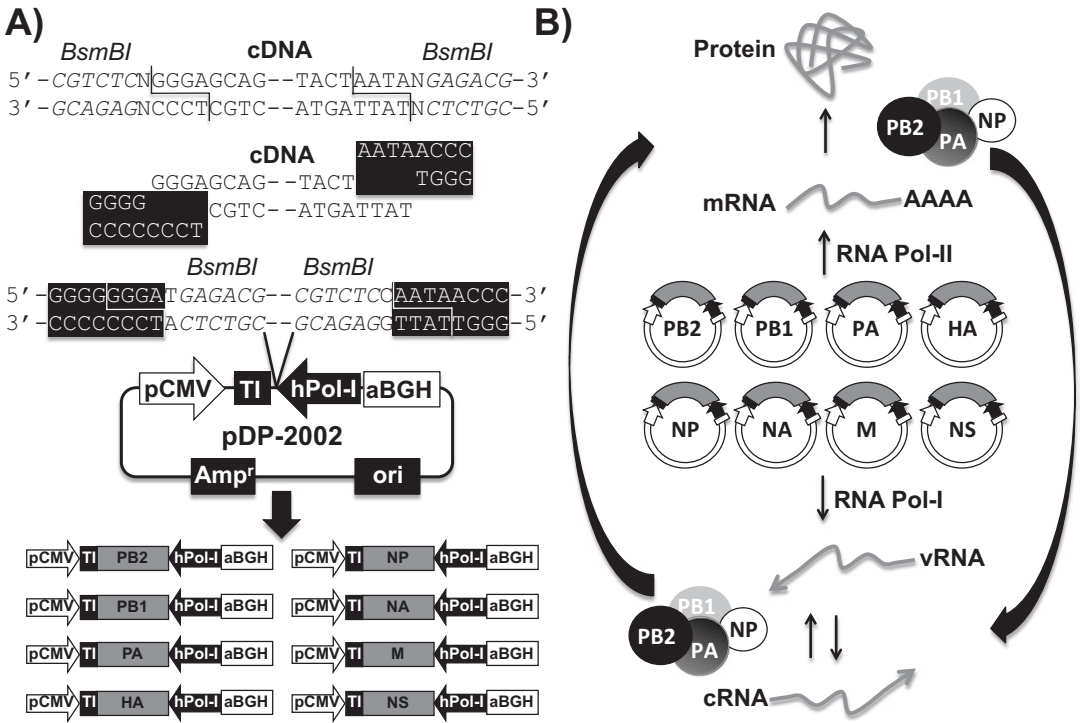 A)
BsmBI cDNA BsmBI
5'-CGTCTCNGGGAGCAG--TACTAATANGAGACG-3'
3'-GCAGAGNCCCTCGTC--ATGATTATNCTCTGC-5'
cDNA
AATAACCC
TGGG
GGGAGCAG--TACT
GGGG
CCCCCCCT
CGTC--ATGATTAT
BsmBI BsmBI
5'-GGGGGGGATGAGACG--CGTCTCCAATAACCC-3'
3'-CCCCCCCTACTCTGC--GCAGAGGTTATTGGG-5'
pCMV TI hPol-I aBGH
pDP-2002
Ampr ori
pCMV TI PB2 hPol-I aBGH
pCMV TI NP hPol-I aBGH
pCMV TI PB1 hPol-I aBGH
pCMV TI NA hPol-I aBGH
pCMV TI PA hPol-I aBGH
pCMV TI M hPol-I aBGH
pCMV TI HA hPol-I aBGH
pCMV TI NS hPol-I aBGH
B)
Protein
PB1
PB2 NP
PA
mRNA AAAA
RNA Pol-II
PB2 PB1 PA HA
NP NA M NS
RNA Pol-I
vRNA
PB1
PB2 NP
PA
cRNA